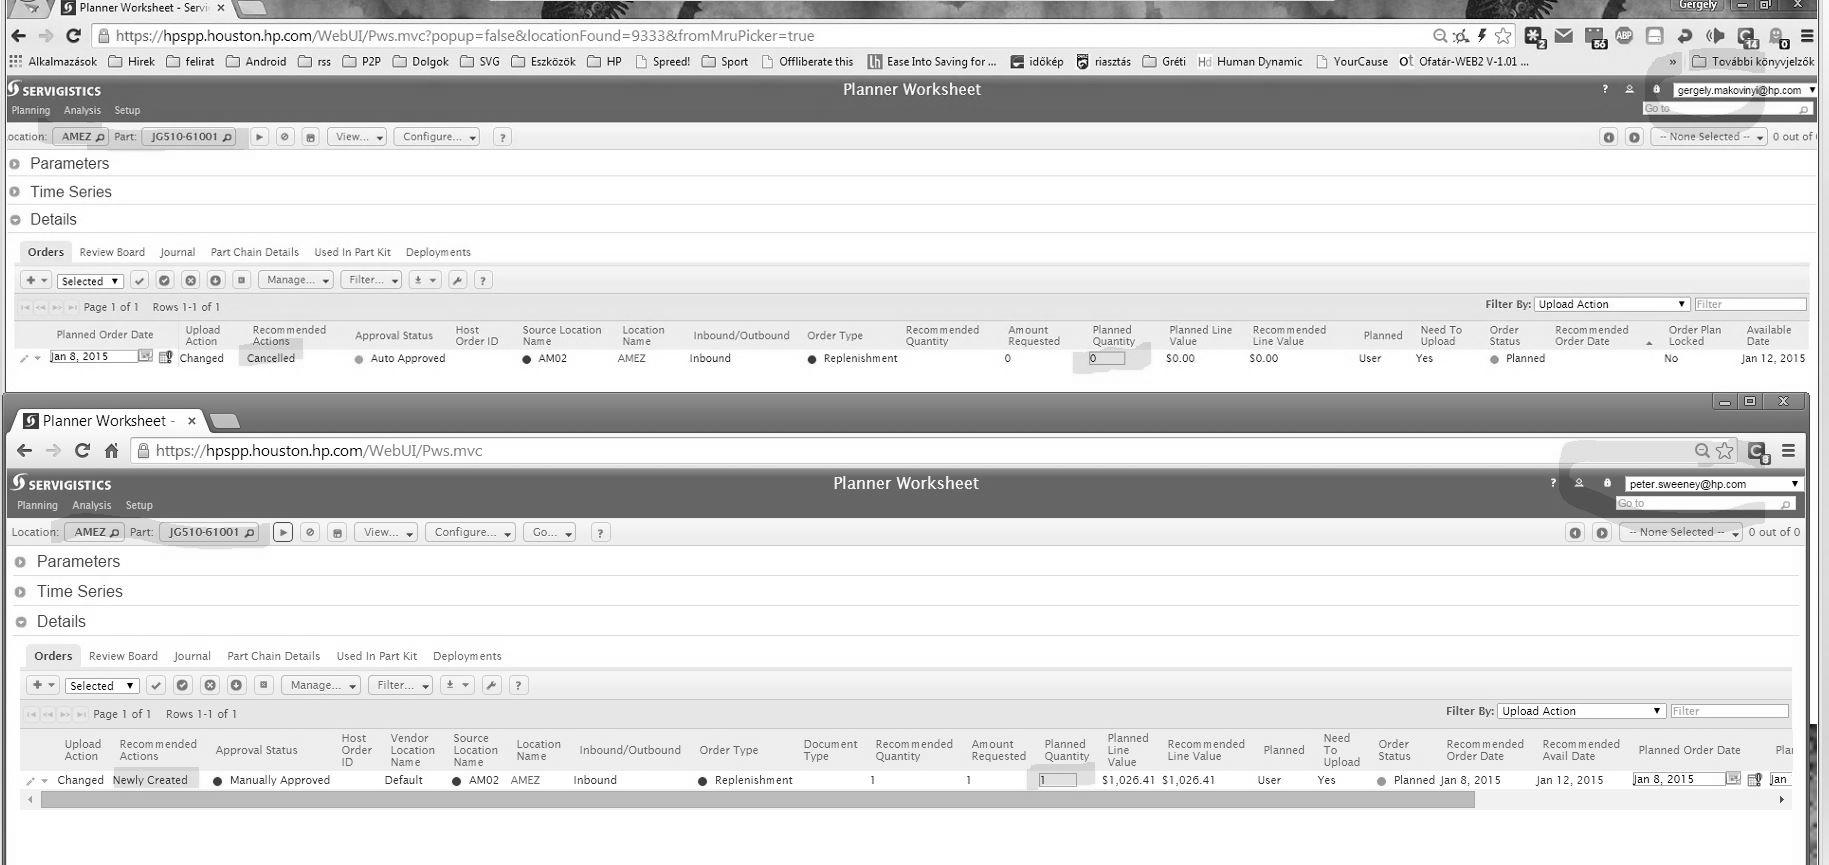 Planner Worksheet - Servi
Gergely
https://hpspp.houston.hp.com/WebUI/Pws.mvc?popup=false&locationFound=9333&fromMruPicker=true
Alkalmazások Hirek felirat Android rss P2P Dolgok SVG Eszközök HP Spreed! Sport Offliberate this Ease Into Saving for ... időkép riasztás Gréti Hd Human Dynamic YourCause Ot Ofatár-WEB2 V-1.01 ... » További könyvjelzők
SERVIGISTICS Planner Worksheet ? gergely.makovinyi@hp.com
Planning Analysis Setup Go to
ocation: AMEZ Part: JG510-61001 View... Configure... ? -- None Selected -- 0 out of
Parameters
Time Series
Details
Orders Review Board Journal Part Chain Details Used In Part Kit Deployments
Selected Manage... Filter... ?
Page 1 of 1 Rows 1-1 of 1 Filter By: Upload Action Filter
Planned Order Date Upload Action Recommended Actions Approval Status Host Order ID Source Location Name Location Name Inbound/Outbound Order Type Recommended Quantity Amount Requested Planned Quantity Planned Line Value Recommended Line Value Planned Need To Upload Order Status Recommended Order Date Order Plan Locked Available Date
Jan 8, 2015 Changed Cancelled Auto Approved AM02 AMEZ Inbound Replenishment 0 0 $0.00 $0.00 User Yes Planned No Jan 12, 2015
Planner Worksheet -
https://hpspp.houston.hp.com/WebUI/Pws.mvc
SERVIGISTICS Planner Worksheet ? peter.sweeney@hp.com
Planning Analysis Setup Go to
Location: AMEZ Part: JG510-61001 View... Configure... Go... ? -- None Selected -- 0 out of 0
Parameters
Time Series
Details
Orders Review Board Journal Part Chain Details Used In Part Kit Deployments
Selected Manage... Filter... ?
Page 1 of 1 Rows 1-1 of 1 Filter By: Upload Action Filter
Upload Action Recommended Actions Approval Status Host Order ID Vendor Location Name Source Location Name Location Name Inbound/Outbound Order Type Document Type Recommended Quantity Amount Requested Planned Quantity Planned Line Value Recommended Line Value Planned Need To Upload Order Status Recommended Order Date Recommended Avail Date Planned Order Date Pla
Changed Newly Created Manually Approved Default AM02 AMEZ Inbound Replenishment 1 1 1 $1,026.41 $1,026.41 User Yes Planned Jan 8, 2015 Jan 12, 2015 Jan 8, 2015 Jan